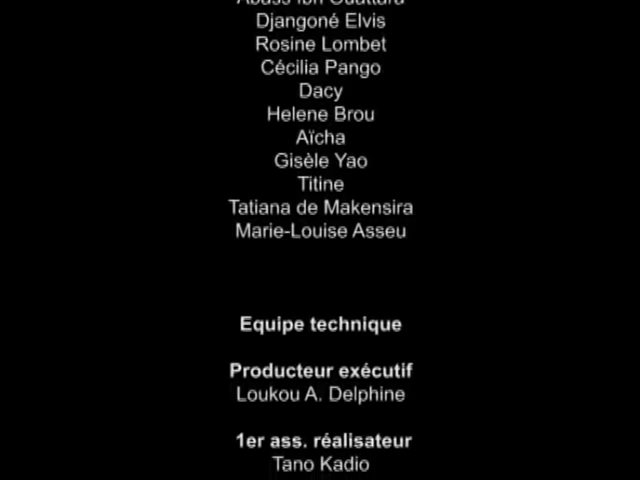 Abass Ibn Ouattara
Djangoné Elvis
Rosine Lombet
Cécilia Pango
Dacy
Helene Brou
Aïcha
Gisèle Yao
Titine
Tatiana de Makensira
Marie-Louise Asseu
Equipe technique
Producteur exécutif
Loukou A. Delphine
1er ass. réalisateur
Tano Kadio